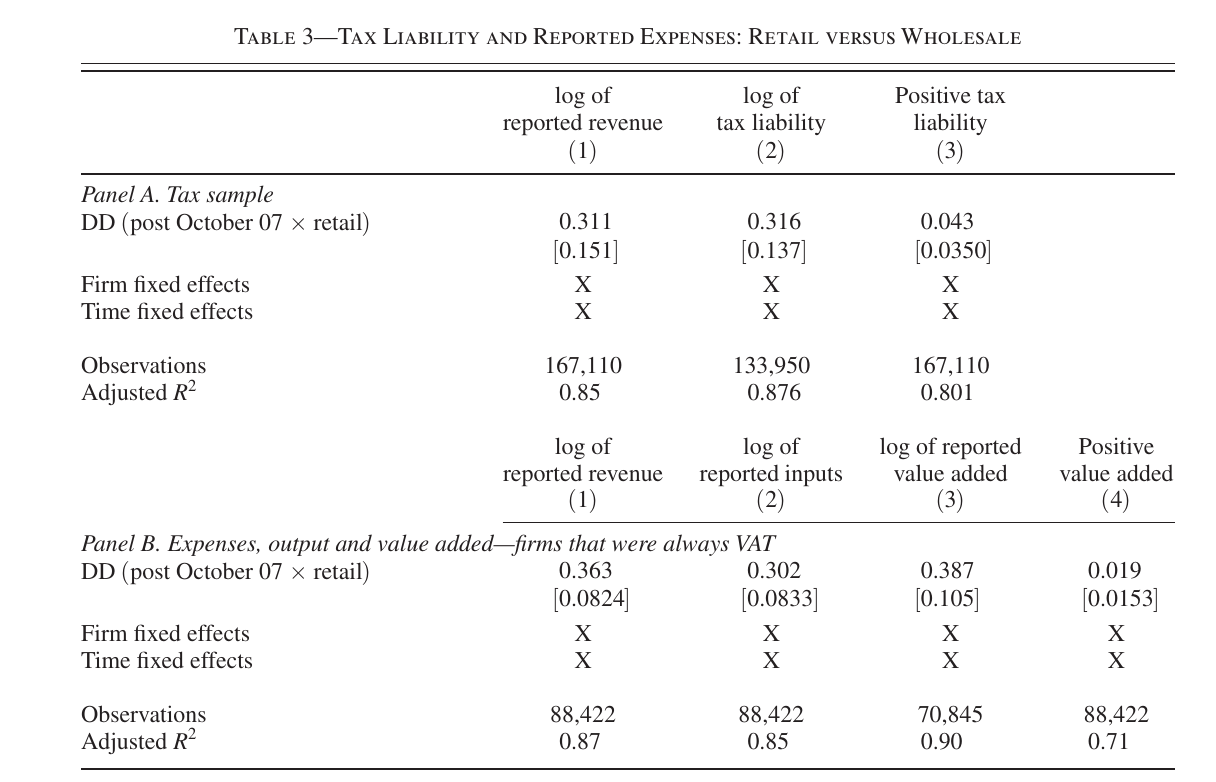 TABLE 3—TAX LIABILITY AND REPORTED EXPENSES: RETAIL VERSUS WHOLESALE
log of log of Positive tax
reported revenue tax liability liability
(1) (2) (3)
Panel A. Tax sample
DD (post October 07 × retail) 0.311 0.316 0.043
[0.151] [0.137] [0.0350]
Firm fixed effects X X X
Time fixed effects X X X
Observations 167,110 133,950 167,110
Adjusted R² 0.85 0.876 0.801
log of log of log of reported Positive
reported revenue reported inputs value added value added
(1) (2) (3) (4)
Panel B. Expenses, output and value added—firms that were always VAT
DD (post October 07 × retail) 0.363 0.302 0.387 0.019
[0.0824] [0.0833] [0.105] [0.0153]
Firm fixed effects X X X X
Time fixed effects X X X X
Observations 88,422 88,422 70,845 88,422
Adjusted R² 0.87 0.85 0.90 0.71